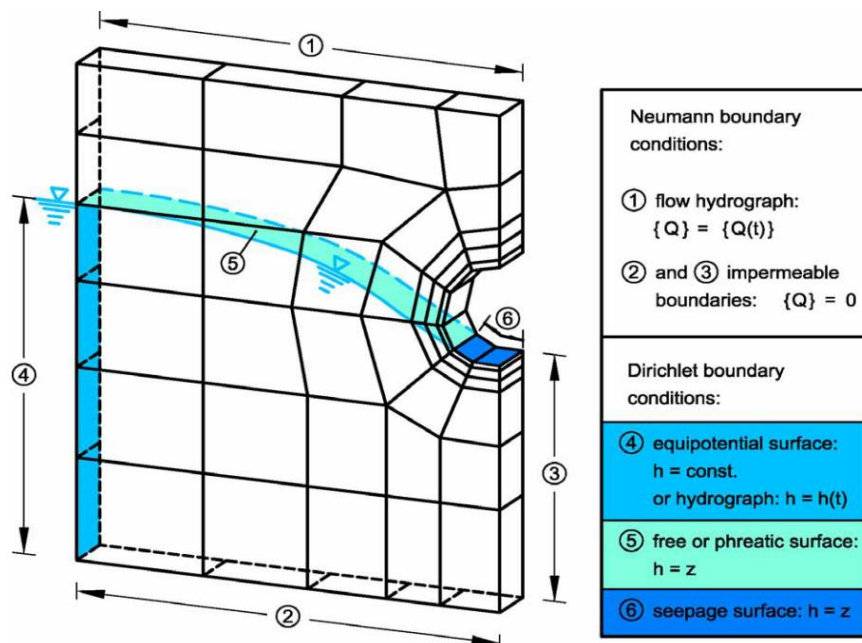 ①
④
⑤
⑥
③
②
Neumann boundary
conditions:
① flow hydrograph:
{Q} = {Q(t)}
② and ③ impermeable
boundaries: {Q} = 0
Dirichlet boundary
conditions:
④ equipotential surface:
h = const.
or hydrograph: h = h(t)
⑤ free or phreatic surface:
h = z
⑥ seepage surface: h = z